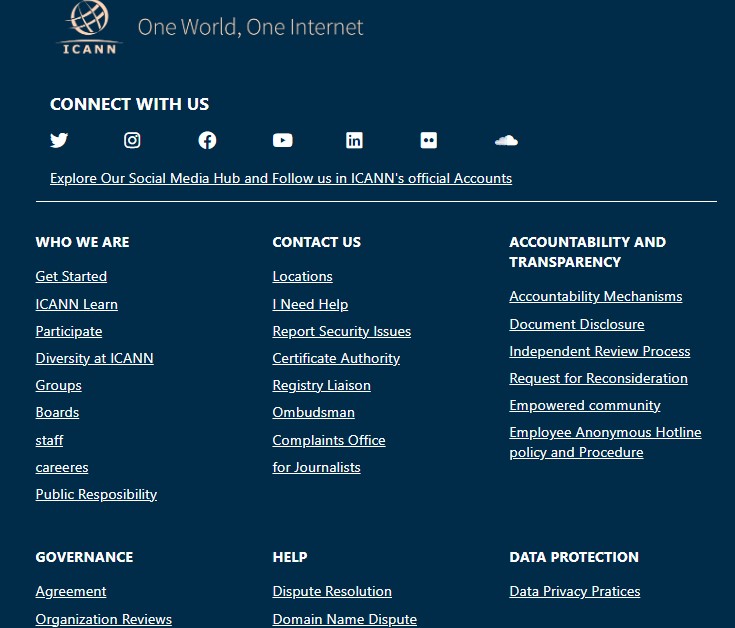 ICANN
One World, One Internet
CONNECT WITH US
Explore Our Social Media Hub and Follow us in ICANN's official Accounts
WHO WE ARE
Get Started
ICANN Learn
Participate
Diversity at ICANN
Groups
Boards
staff
careeres
Public Resposibility
CONTACT US
Locations
I Need Help
Report Security Issues
Certificate Authority
Registry Liaison
Ombudsman
Complaints Office
for Journalists
ACCOUNTABILITY AND
TRANSPARENCY
Accountability Mechanisms
Document Disclosure
Independent Review Process
Request for Reconsideration
Empowered community
Employee Anonymous Hotline
policy and Procedure
GOVERNANCE
Agreement
Organization Reviews
HELP
Dispute Resolution
Domain Name Dispute
DATA PROTECTION
Data Privacy Pratices